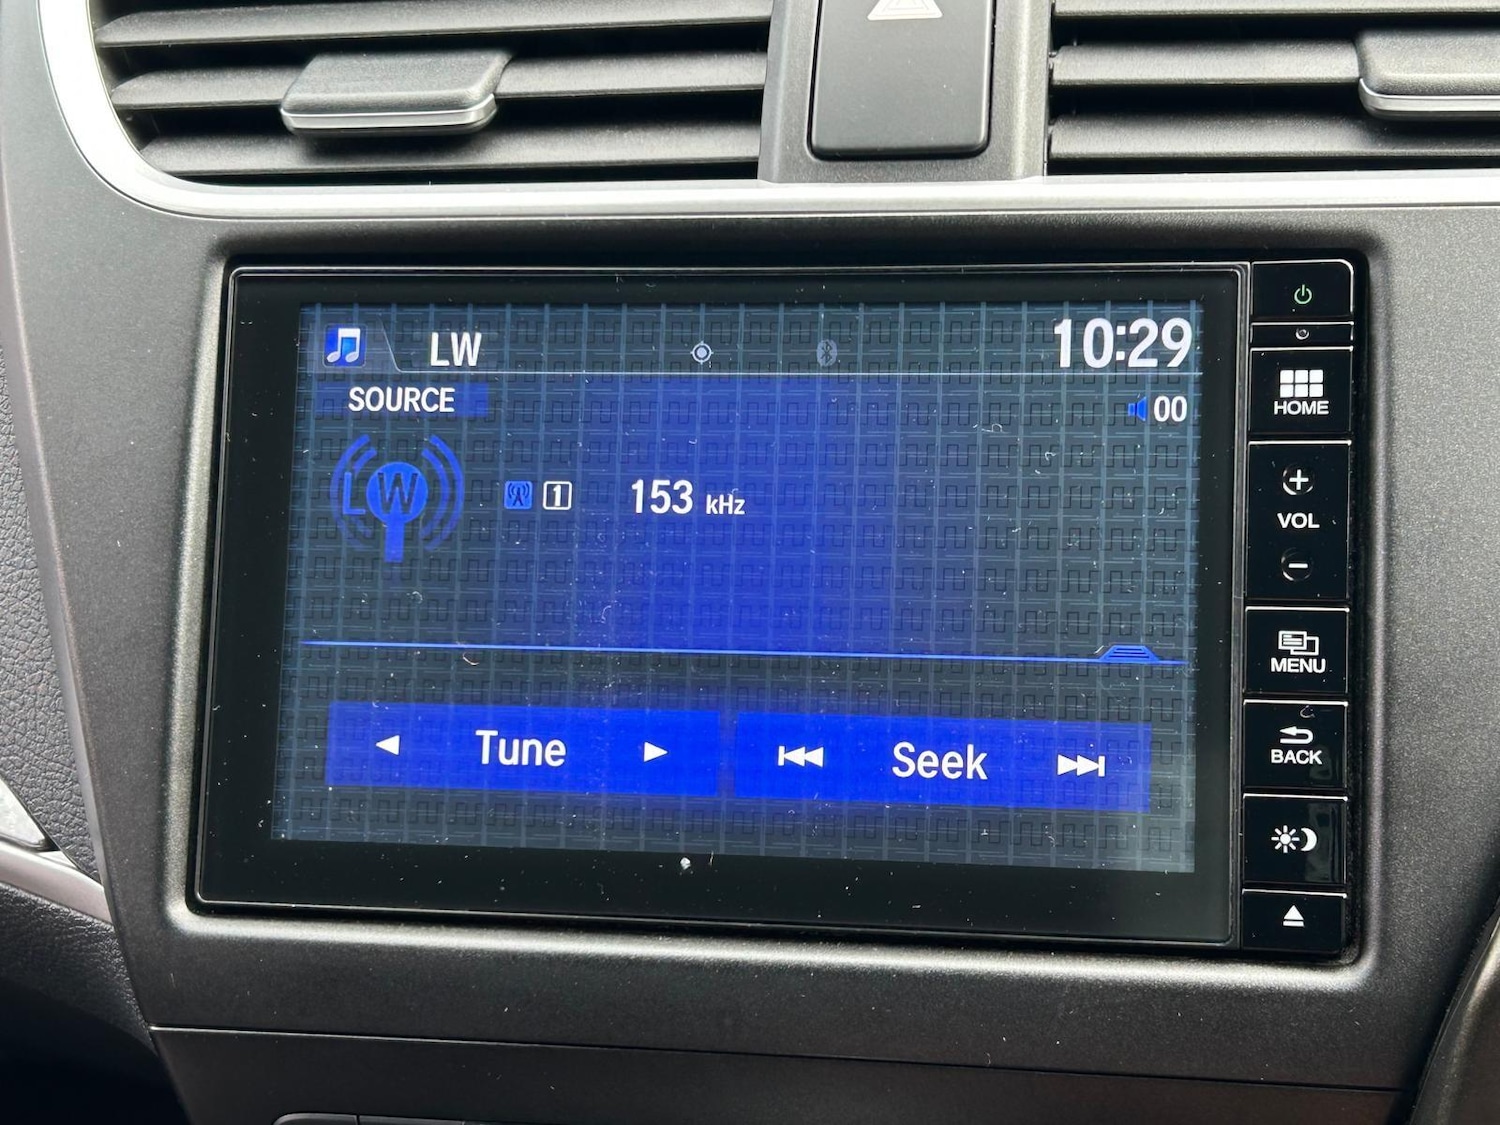 LW
10:29
SOURCE
00
LW
1
153 kHz
Tune
Seek
HOME
+
VOL
-
MENU
BACK